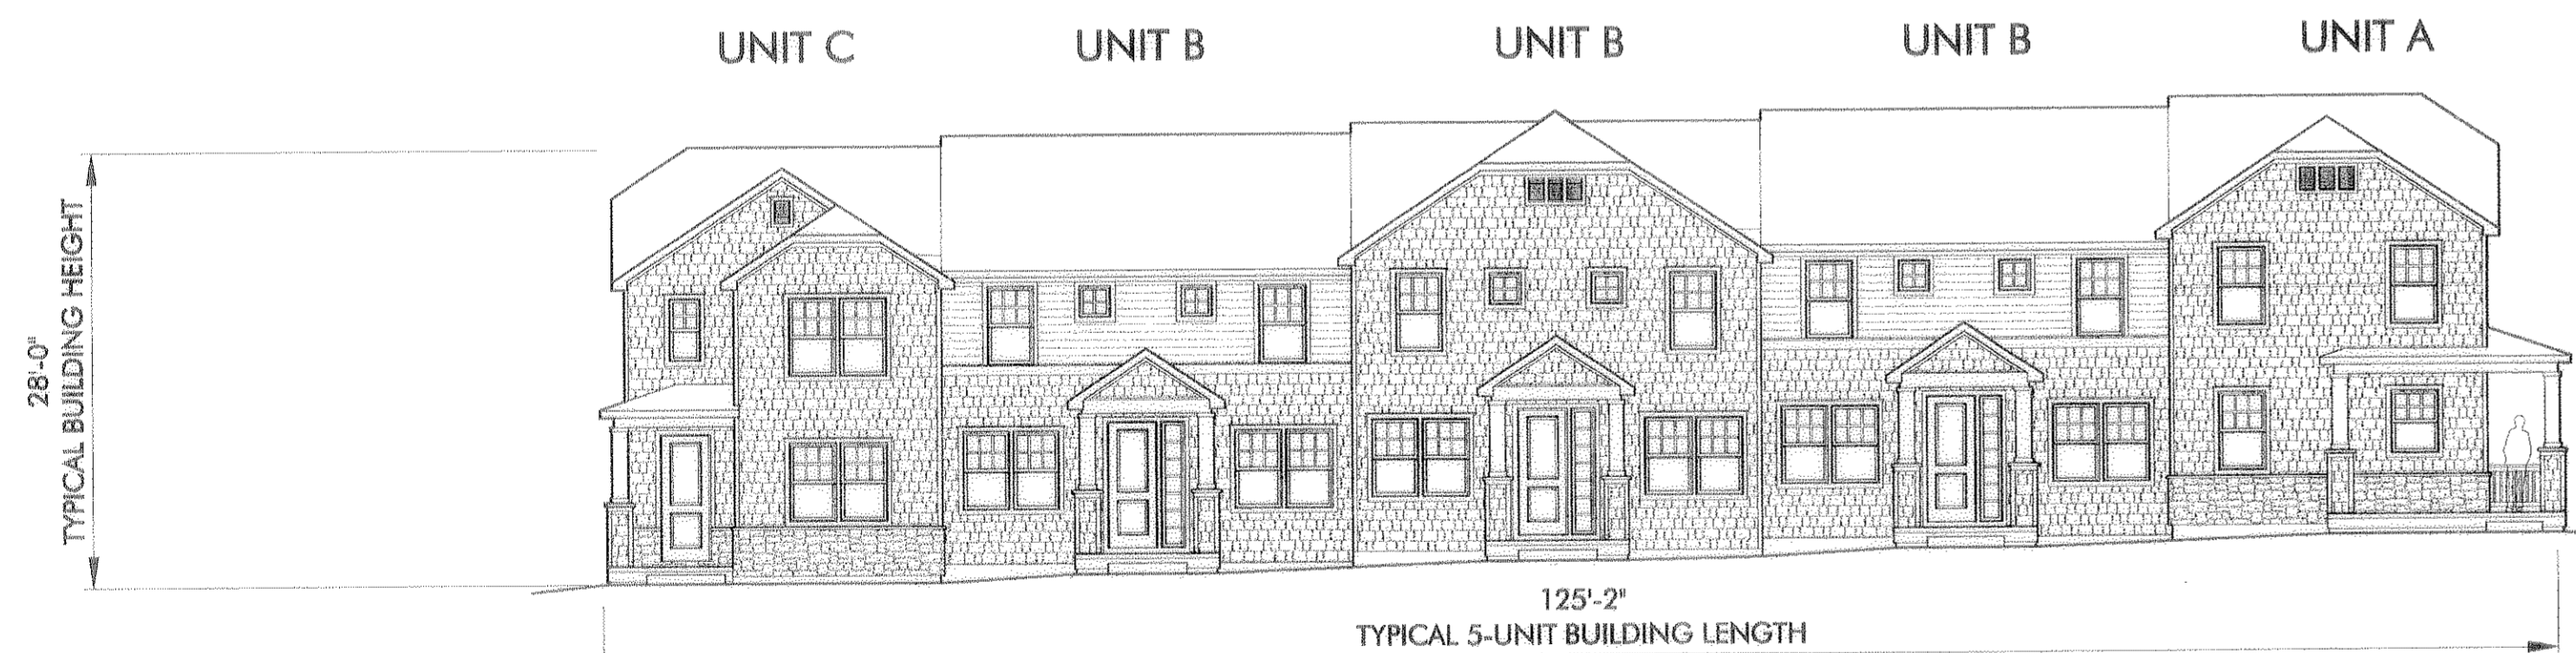 UNIT C
UNIT B
UNIT B
UNIT B
UNIT A
28'-0"
TYPICAL BUILDING HEIGHT
125'-2"
TYPICAL 5-UNIT BUILDING LENGTH